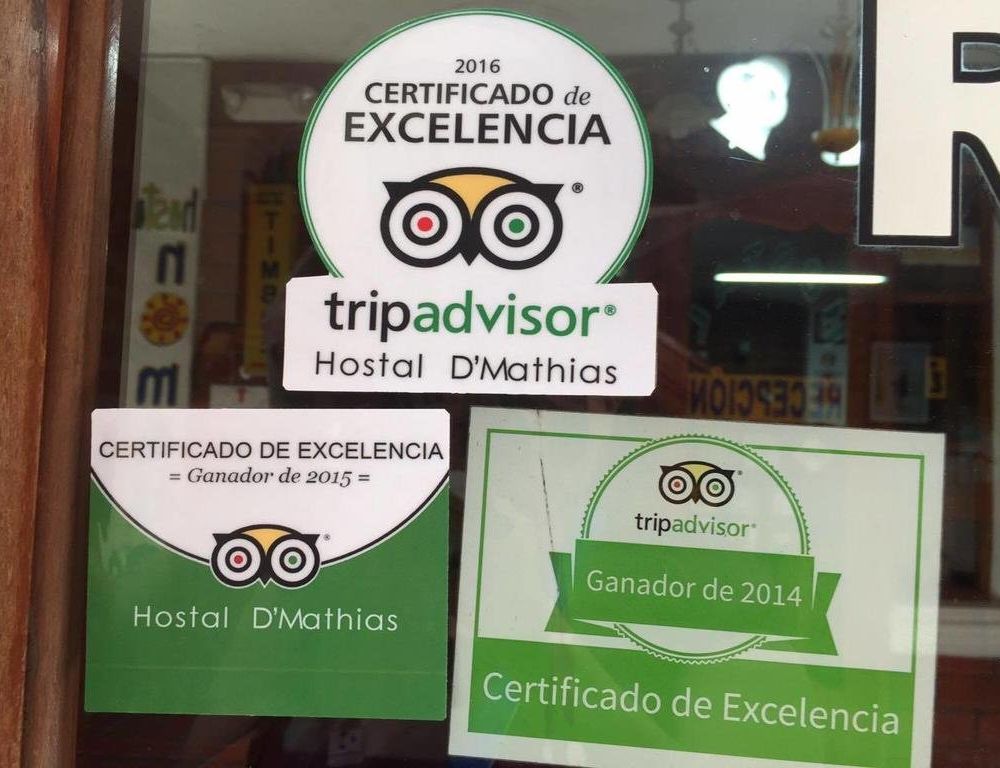 2016
CERTIFICADO de
EXCELENCIA
®
tripadvisor®
Hostal D'Mathias
CERTIFICADO DE EXCELENCIA
= Ganador de 2015 =
®
Hostal D'Mathias
tripadvisor®
Ganador de 2014
Certificado de Excelencia
R
RECEPCIÓN